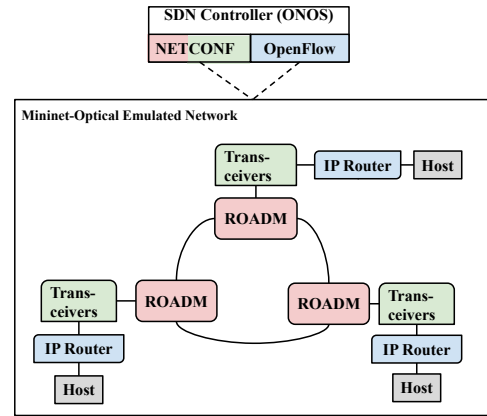 SDN Controller (ONOS)
NETCONF
OpenFlow
Mininet-Optical Emulated Network
Trans-
ceivers
IP Router
Host
ROADM
Trans-
ceivers
ROADM
ROADM
Trans-
ceivers
IP Router
IP Router
Host
Host